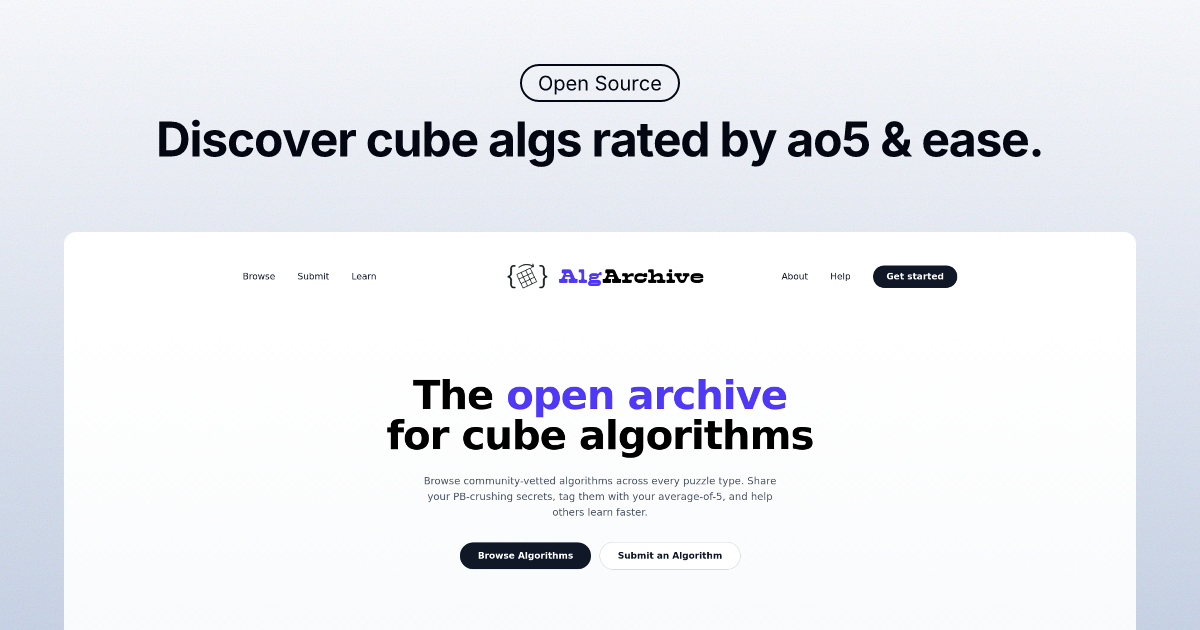 Open Source
Discover cube algs rated by ao5 & ease.
Browse Submit Learn AlgArchive About Help Get started
The open archive
for cube algorithms
Browse community-vetted algorithms across every puzzle type. Share
your PB-crushing secrets, tag them with your average-of-5, and help
others learn faster.
Browse Algorithms Submit an Algorithm